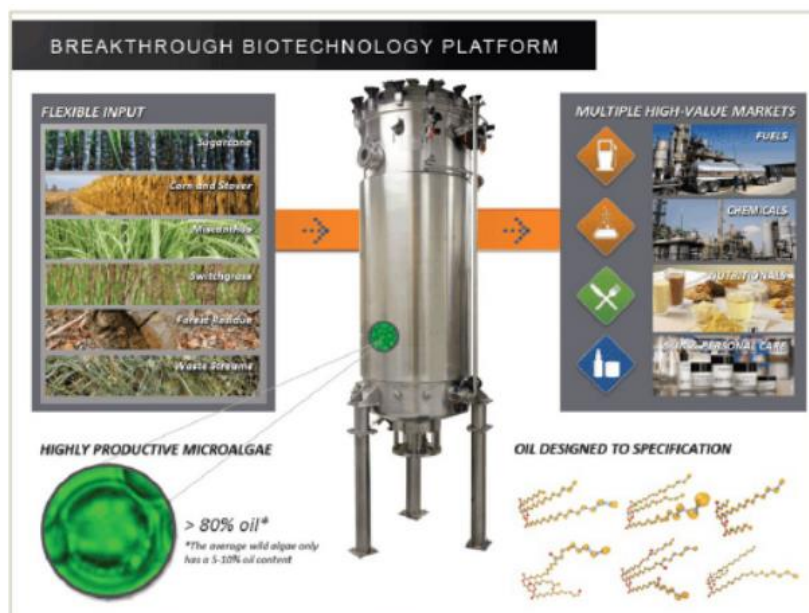 BREAKTHROUGH BIOTECHNOLOGY PLATFORM
FLEXIBLE INPUT
Sugarcane
Corn and Stover
Miscanthus
Switchgrass
Forest Residue
Waste Streams
MULTIPLE HIGH-VALUE MARKETS
FUELS
CHEMICALS
NUTRITIONALS
SKIN & PERSONAL CARE
HIGHLY PRODUCTIVE MICROALGAE
> 80% oil*
*The average wild algae only
has a 5-10% oil content
OIL DESIGNED TO SPECIFICATION